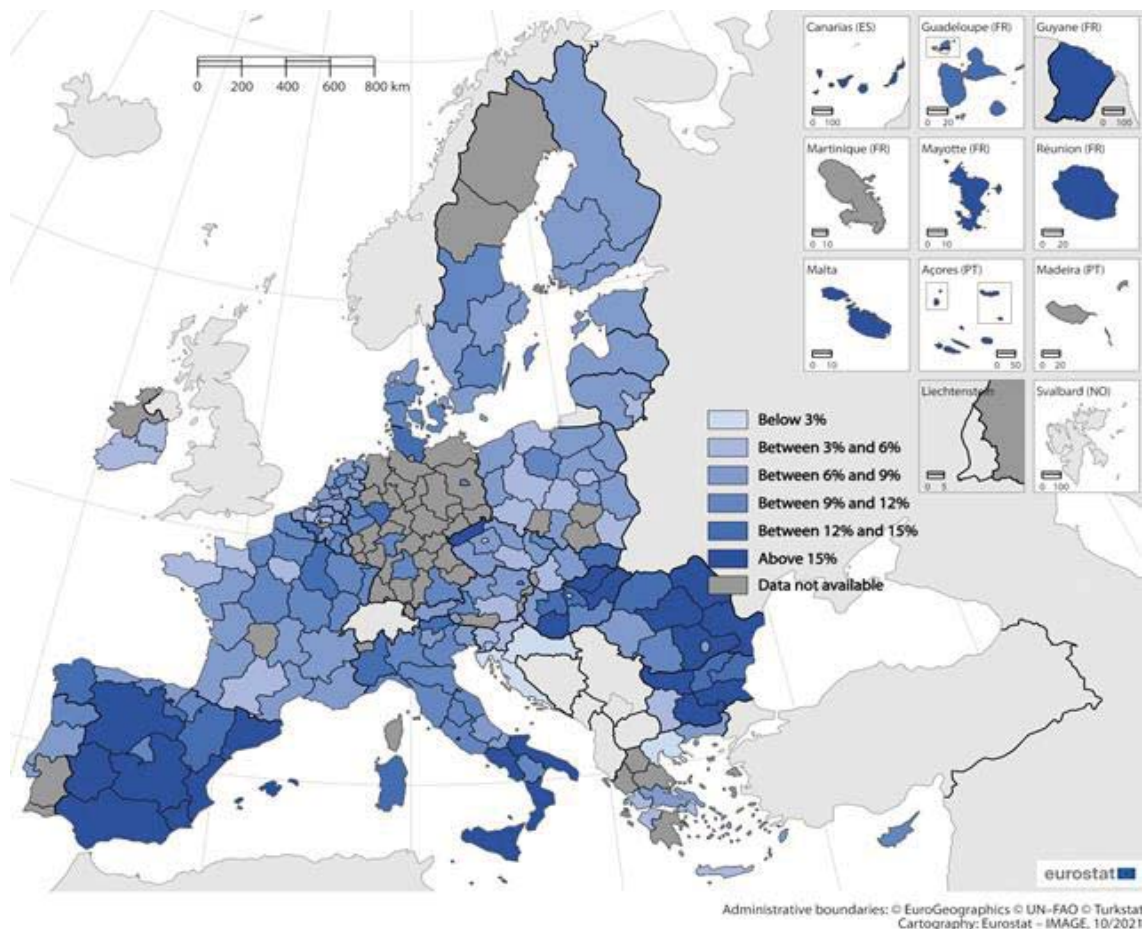 0 200 400 600 800 km
Canarias (ES)
0 100
Guadeloupe (FR)
0 20
Guyane (FR)
0 100
Martinique (FR)
0 10
Mayotte (FR)
0 10
Réunion (FR)
0 20
Malta
0 10
Açores (PT)
0 50
Madeira (PT)
0 20
Liechtenstein
0 5
Svalbard (NO)
0 100
Below 3%
Between 3% and 6%
Between 6% and 9%
Between 9% and 12%
Between 12% and 15%
Above 15%
Data not available
eurostat
Administrative boundaries: © EuroGeographics © UN–FAO © Turkstat
Cartography: Eurostat – IMAGE, 10/2021